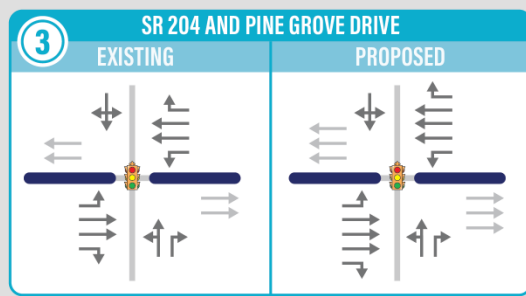 3
SR 204 AND PINE GROVE DRIVE
EXISTING
PROPOSED